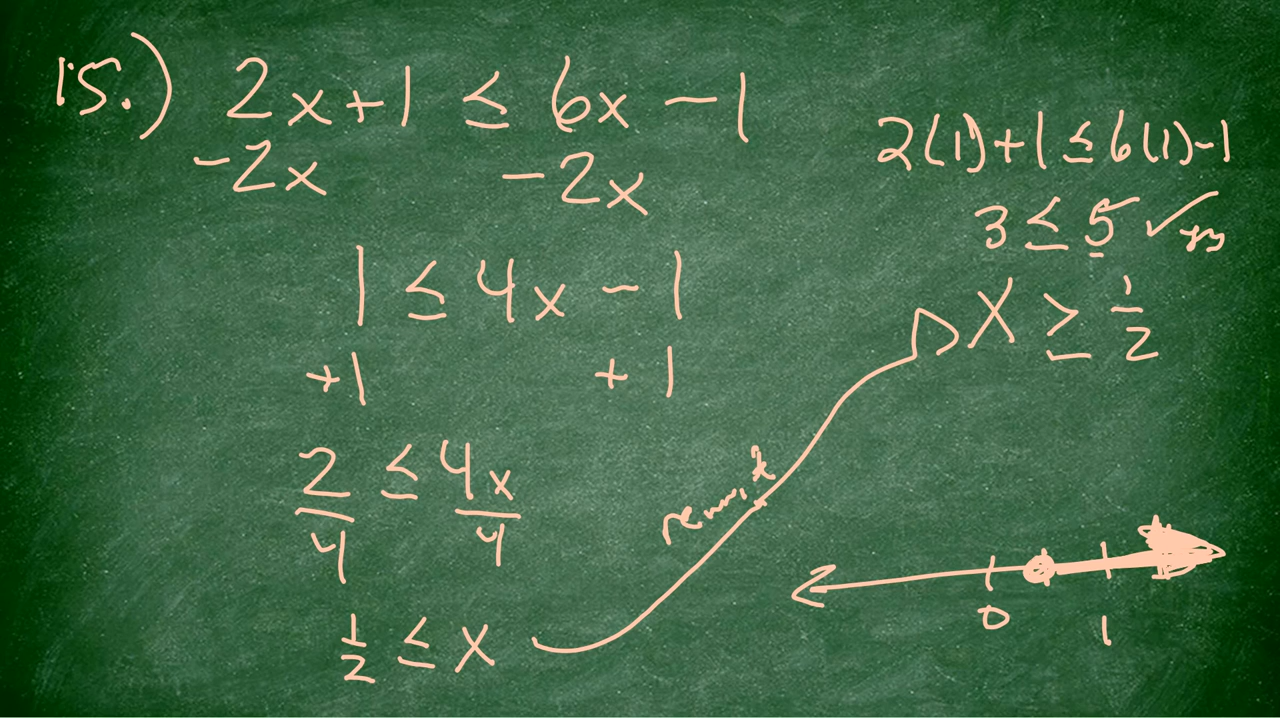 15.) 2x+1 ≤ 6x - 1
-2x - 2x
1 ≤ 4x - 1
+1 + 1
2/4 ≤ 4x/4
1/2 ≤ x
2(1)+1 ≤ 6(1)-1
3 ≤ 5 ✓ yes
x ≥ 1/2
0
1